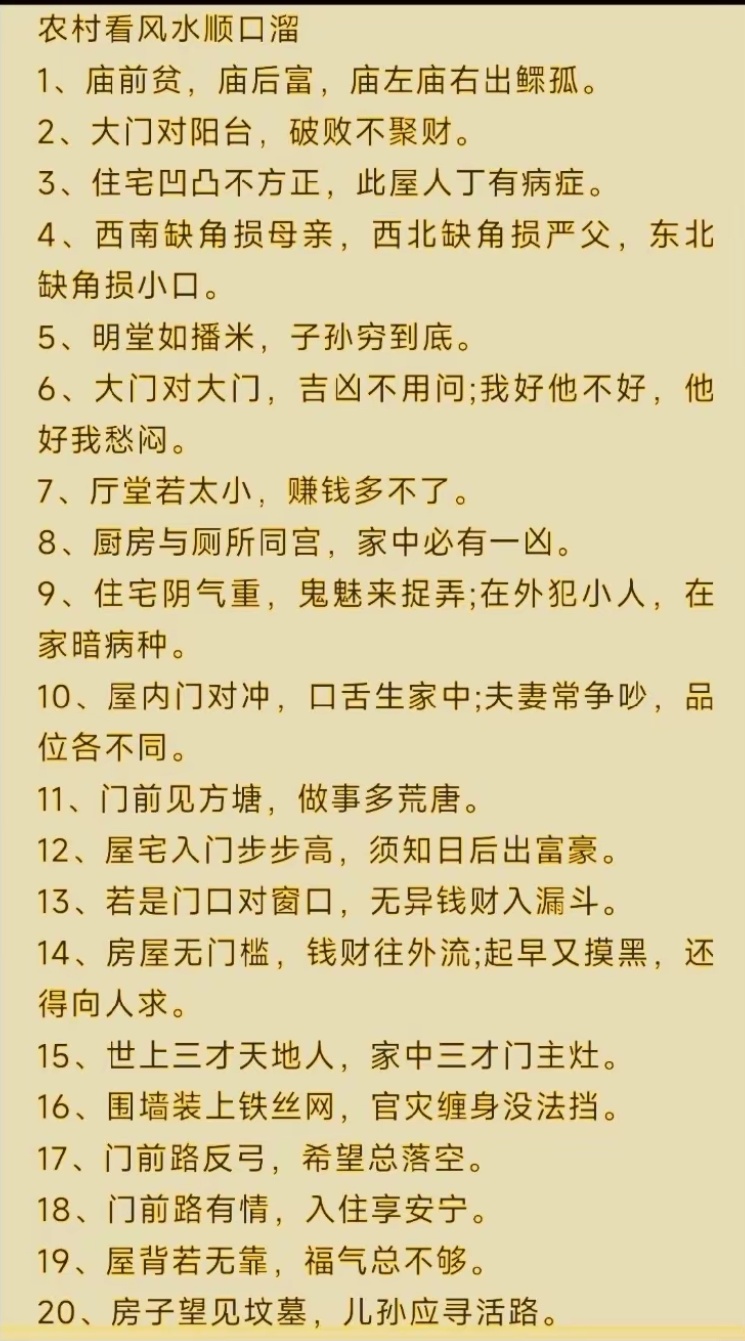 农村看风水顺口溜
1、庙前贫，庙后富，庙左庙右出鳏孤。
2、大门对阳台，破败不聚财。
3、住宅凹凸不方正，此屋人丁有病症。
4、西南缺角损母亲，西北缺角损严父，东北
缺角损小口。
5、明堂如播米，子孙穷到底。
6、大门对大门，吉凶不用问;我好他不好，他
好我愁闷。
7、厅堂若太小，赚钱多不了。
8、厨房与厕所同宫，家中必有一凶。
9、住宅阴气重，鬼魅来捉弄;在外犯小人，在
家暗病种。
10、屋内门对冲，口舌生家中;夫妻常争吵，品
位各不同。
11、门前见方塘，做事多荒唐。
12、屋宅入门步步高，须知日后出富豪。
13、若是门口对窗口，无异钱财入漏斗。
14、房屋无门槛，钱财往外流;起早又摸黑，还
得向人求。
15、世上三才天地人，家中三才门主灶。
16、围墙装上铁丝网，官灾缠身没法挡。
17、门前路反弓，希望总落空。
18、门前路有情，入住享安宁。
19、屋背若无靠，福气总不够。
20、房子望见坟墓，儿孙应寻活路。